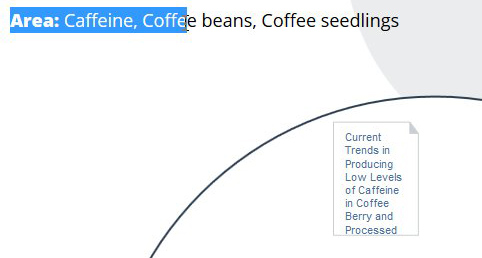 Area: Caffeine, Coffee beans, Coffee seedlings
Current
Trends in
Producing
Low Levels
of Caffeine
in Coffee
Berry and
Processed